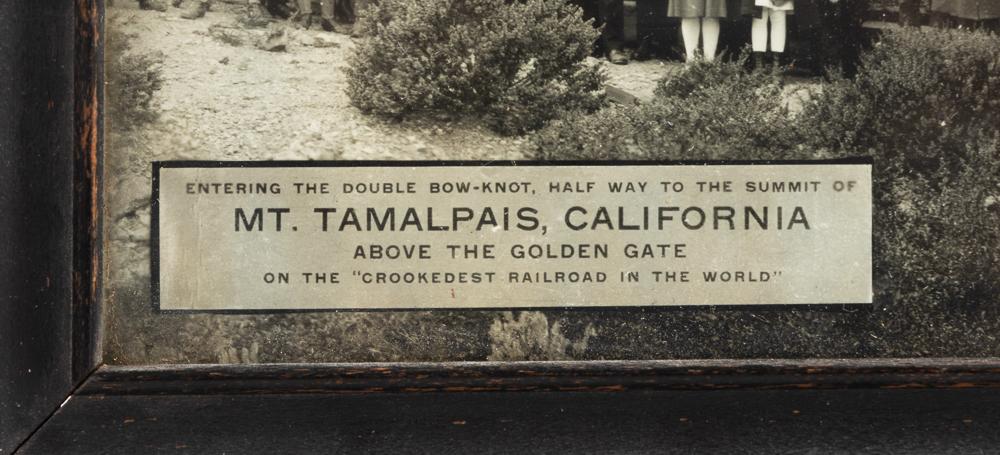 ENTERING THE DOUBLE BOW-KNOT, HALF WAY TO THE SUMMIT OF
MT. TAMALPAIS, CALIFORNIA
ABOVE THE GOLDEN GATE
ON THE "CROOKEDEST RAILROAD IN THE WORLD"